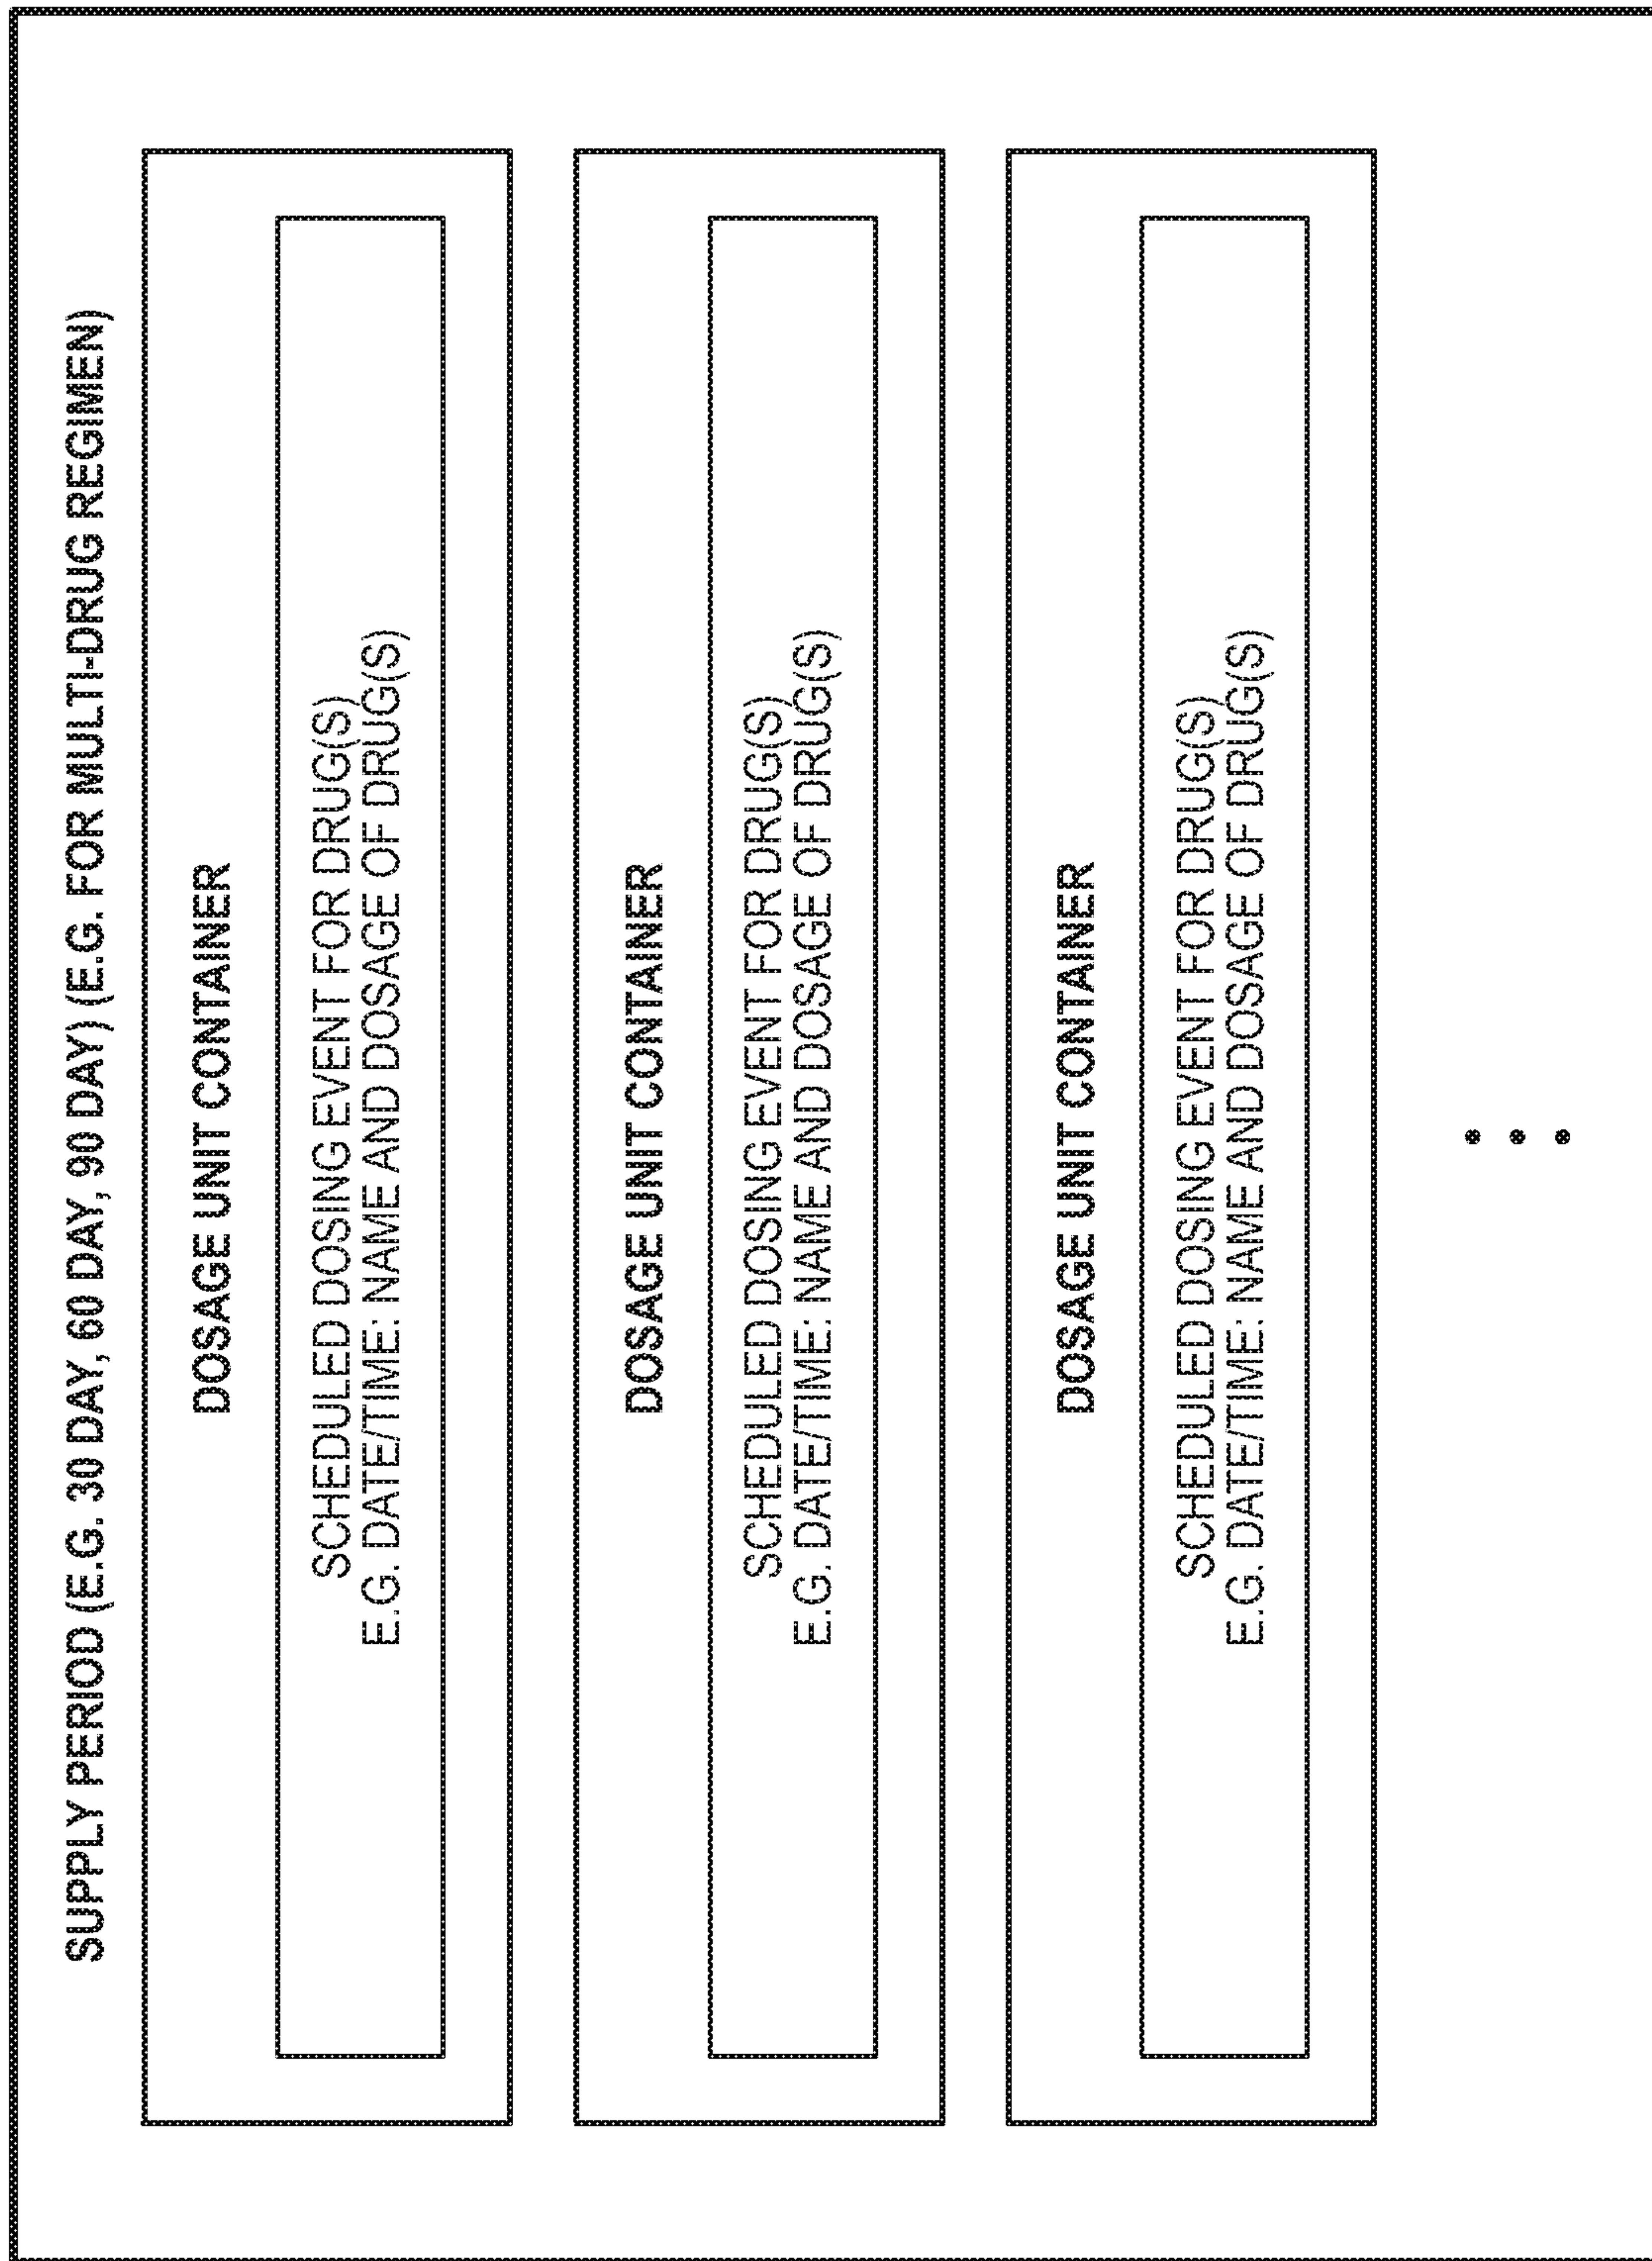 SUPPLY PERIOD (E.G. 30 DAY, 60 DAY, 90 DAY) (E.G. FOR MULTI-DRUG REGIMEN)
DOSAGE UNIT CONTAINER
SCHEDULED DOSING EVENT FOR DRUG(S)
E.G. DATE/TIME: NAME AND DOSAGE OF DRUG(S)
DOSAGE UNIT CONTAINER
SCHEDULED DOSING EVENT FOR DRUG(S)
E.G. DATE/TIME: NAME AND DOSAGE OF DRUG(S)
DOSAGE UNIT CONTAINER
SCHEDULED DOSING EVENT FOR DRUG(S)
E.G. DATE/TIME: NAME AND DOSAGE OF DRUG(S)
• • •